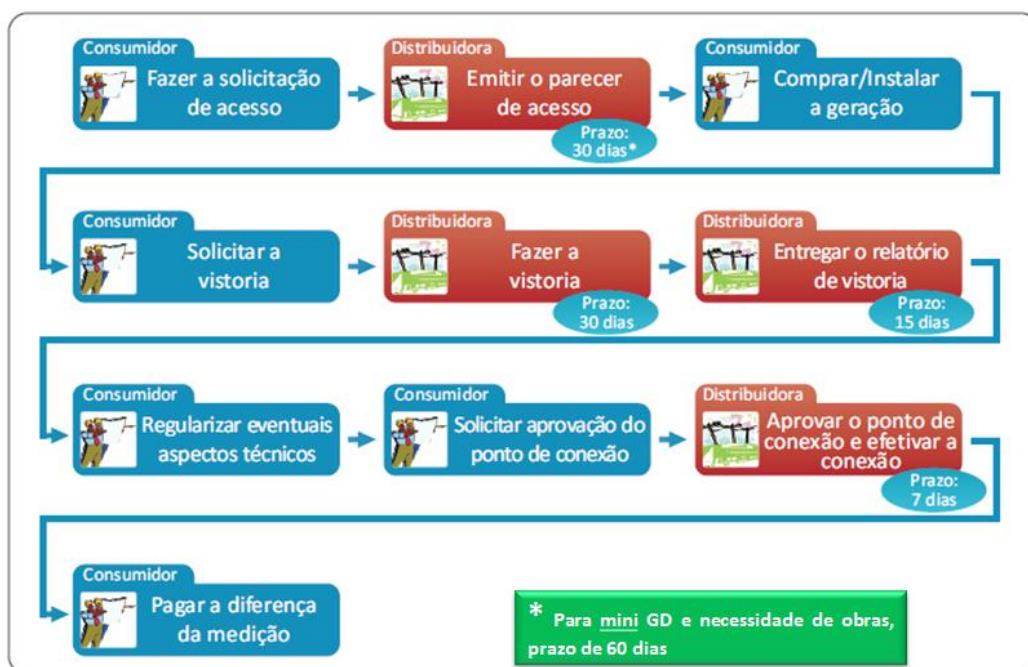 Consumidor
Fazer a solicitação
de acesso
Distribuidora
Emitir o parecer
de acesso
Prazo:
30 dias*
Consumidor
Comprar/Instalar
a geração
Consumidor
Solicitar a
vistoria
Distribuidora
Fazer a
vistoria
Prazo:
30 dias
Distribuidora
Entregar o relatório
de vistoria
Prazo:
15 dias
Consumidor
Regularizar eventuais
aspectos técnicos
Consumidor
Solicitar aprovação do
ponto de conexão
Distribuidora
Aprovar o ponto de
conexão e efetivar a
conexão
Prazo:
7 dias
Consumidor
Pagar a diferença
da medição
* Para mini GD e necessidade de obras,
prazo de 60 dias